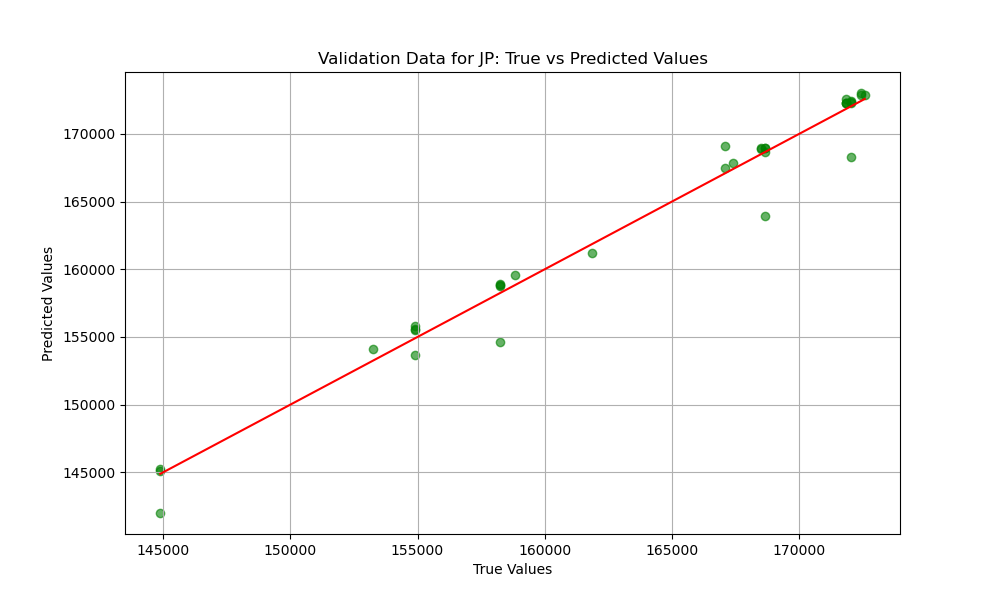 Validation Data for JP: True vs Predicted Values
170000
165000
160000
155000
150000
145000
Predicted Values
145000 150000 155000 160000 165000 170000
True Values